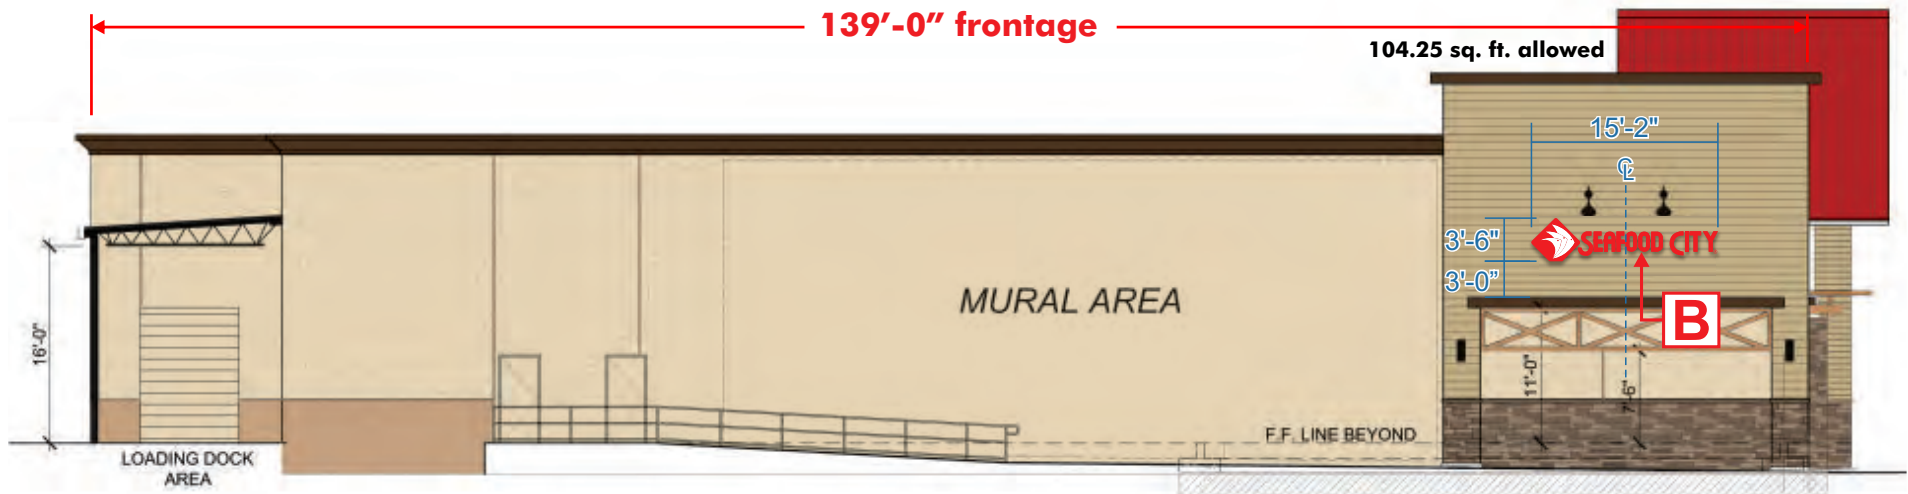 139'-0" frontage
104.25 sq. ft. allowed
15'-2"
℄
3'-6"
SEAFOOD CITY
3'-0"
MURAL AREA
B
16'-0"
11'-0"
7'-6"
F.F. LINE BEYOND
LOADING DOCK
AREA